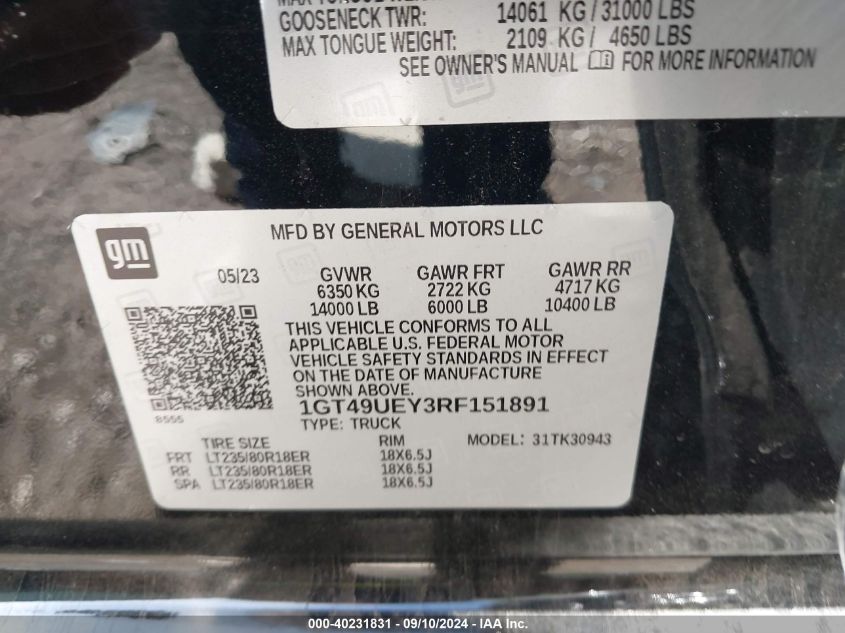 GOOSENECK TWR: 14061 KG/31000 LBS
MAX TONGUE WEIGHT: 2109 KG/ 4650 LBS
SEE OWNER'S MANUAL FOR MORE INFORMATION
gm
MFD BY GENERAL MOTORS LLC
05/23 GVWR GAWR FRT GAWR RR
6350 KG 2722 KG 4717 KG
14000 LB 6000 LB 10400 LB
THIS VEHICLE CONFORMS TO ALL
APPLICABLE U.S. FEDERAL MOTOR
VEHICLE SAFETY STANDARDS IN EFFECT
ON THE DATE OF MANUFACTURE
SHOWN ABOVE.
8555
1GT49UEY3RF151891
TYPE: TRUCK
MODEL: 31TK30943
TIRE SIZE RIM
FRT LT235/80R18ER 18X6.5J
RR LT235/80R18ER 18X6.5J
SPA LT235/80R18ER 18X6.5J
000-40231831 - 09/10/2024 - IAA Inc.